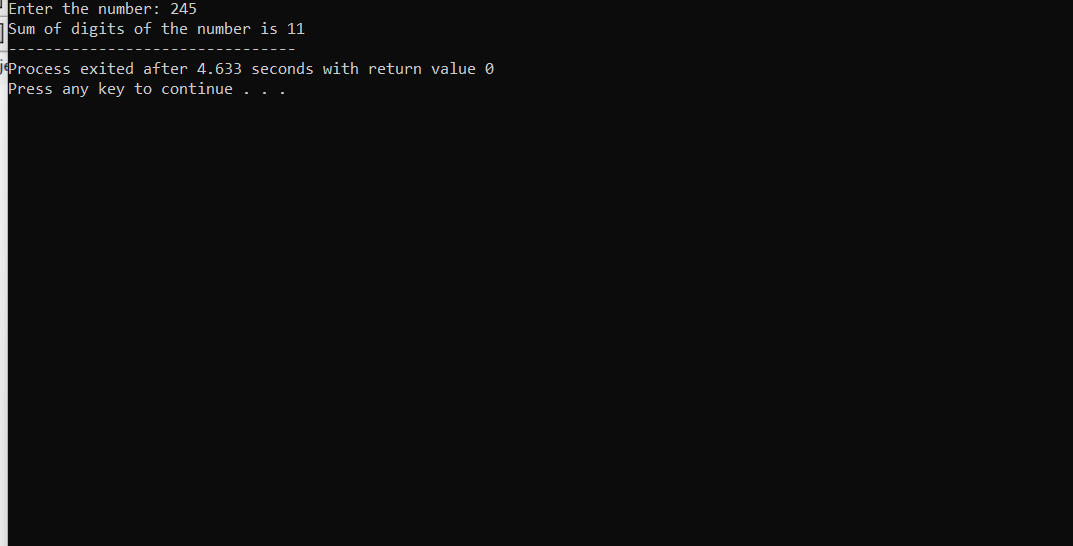 Enter the number: 245
Sum of digits of the number is 11
--------------------------------
Process exited after 4.633 seconds with return value 0
Press any key to continue . . .